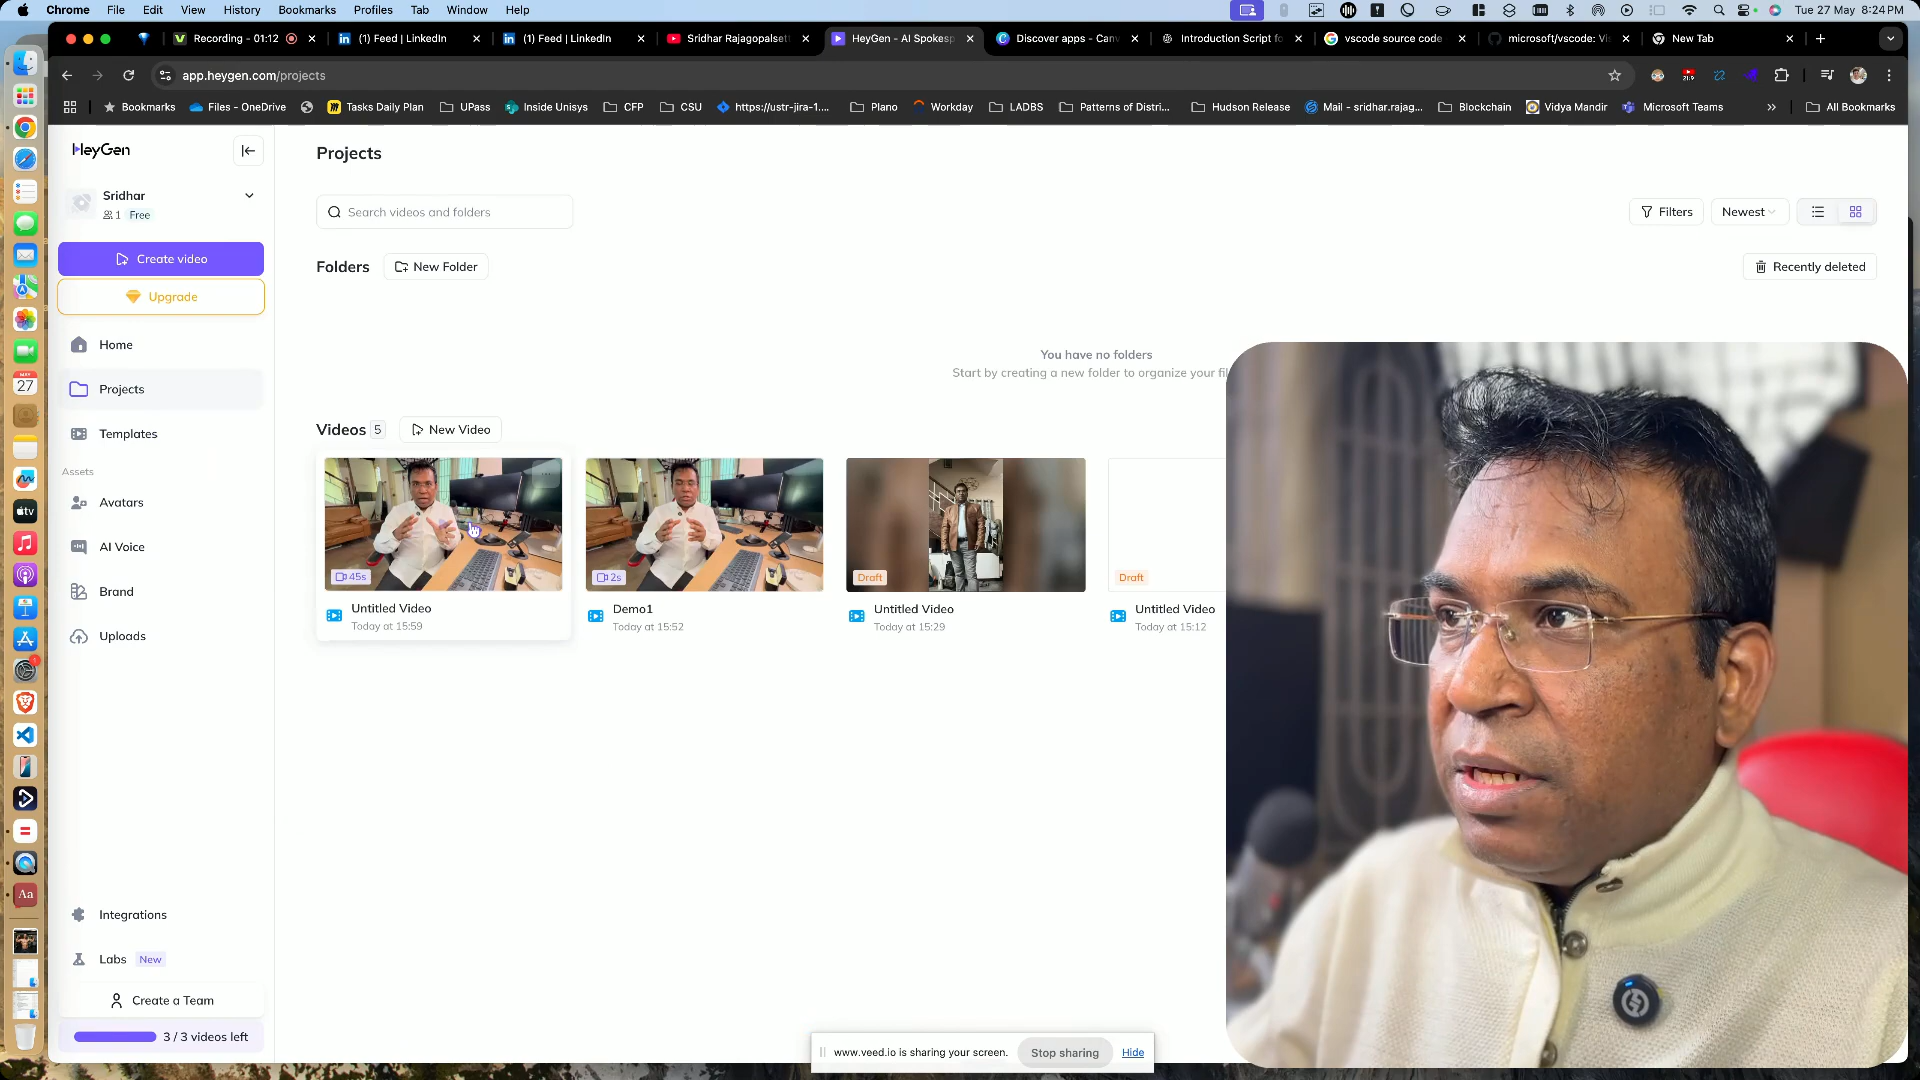 Chrome File Edit View History Bookmarks Profiles Tab Window Help
Tue 27 May 8:24 PM
Recording - 01:12
(1) Feed | LinkedIn
(1) Feed | LinkedIn
Sridhar Rajagopalset
HeyGen - AI Spokesp
Discover apps - Canv
Introduction Script fo
vscode source code
microsoft/vscode: Vi
New Tab
app.heygen.com/projects
Bookmarks
Files - OneDrive
Tasks Daily Plan
UPass
Inside Unisys
CFP
CSU
https://ustr-jira-1....
Plano
Workday
LADBS
Patterns of Distri...
Hudson Release
Mail - sridhar.rajag...
Blockchain
Vidya Mandir
Microsoft Teams
All Bookmarks
HeyGen
Sridhar
1 Free
Create video
Upgrade
Home
Projects
Templates
Assets
Avatars
AI Voice
Brand
Uploads
Integrations
Labs New
Create a Team
3 / 3 videos left
Projects
Search videos and folders
Filters
Newest
Folders
New Folder
Recently deleted
You have no folders
Start by creating a new folder to organize your fil
Videos 5
New Video
45s
Untitled Video
Today at 15:59
2s
Demo1
Today at 15:52
Draft
Untitled Video
Today at 15:29
Draft
Untitled Video
Today at 15:12
www.veed.io is sharing your screen.
Stop sharing
Hide
MAY
27
tv
Aa